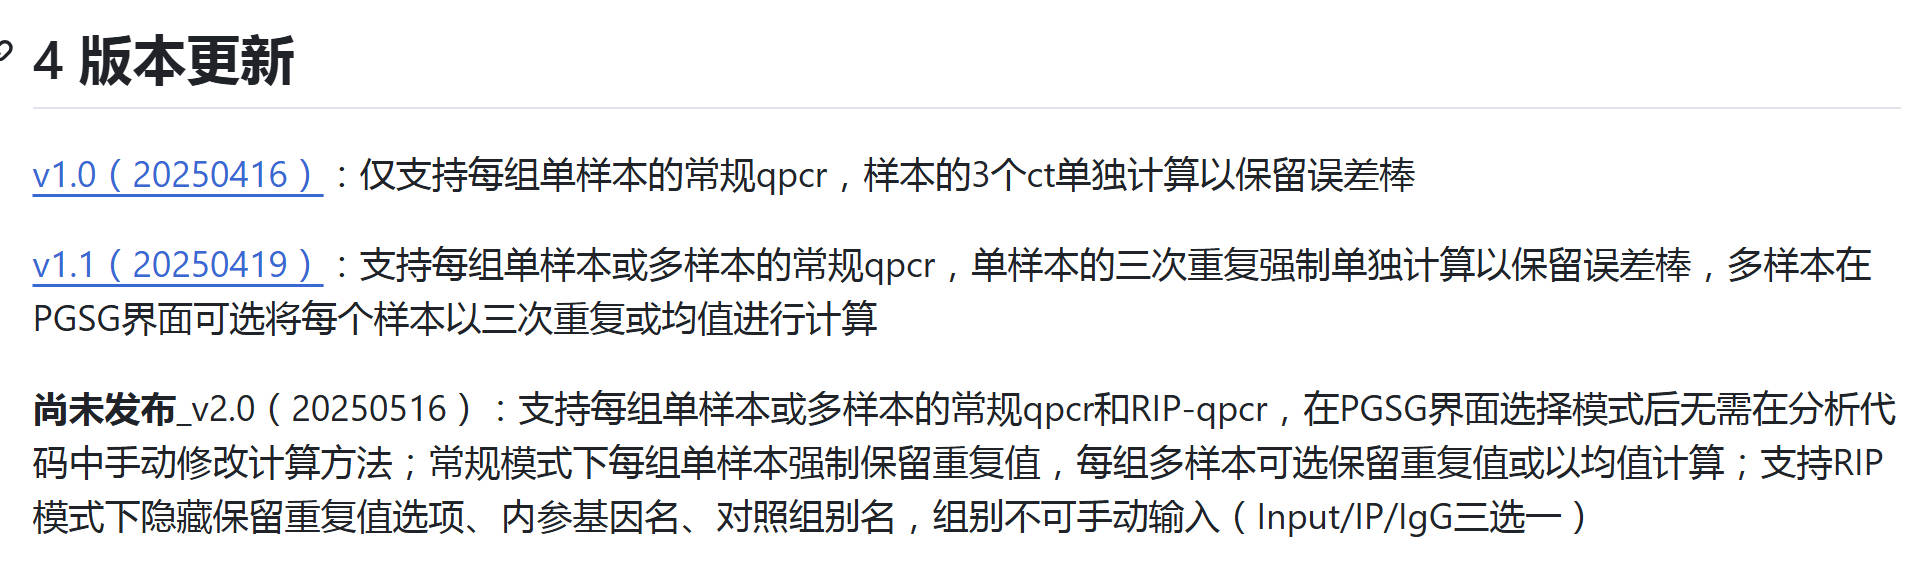 4 版本更新
v1.0（20250416）：仅支持每组单样本的常规qpcr，样本的3个ct单独计算以保留误差棒
v1.1（20250419）：支持每组单样本或多样本的常规qpcr，单样本的三次重复强制单独计算以保留误差棒，多样本在
PGSG界面可选将每个样本以三次重复或均值进行计算
尚未发布_v2.0（20250516）：支持每组单样本或多样本的常规qpcr和RIP-qpcr，在PGSG界面选择模式后无需在分析代
码中手动修改计算方法；常规模式下每组单样本强制保留重复值，每组多样本可选保留重复值或以均值计算；支持RIP
模式下隐藏保留重复值选项、内参基因名、对照组别名，组别不可手动输入（Input/IP/IgG三选一）